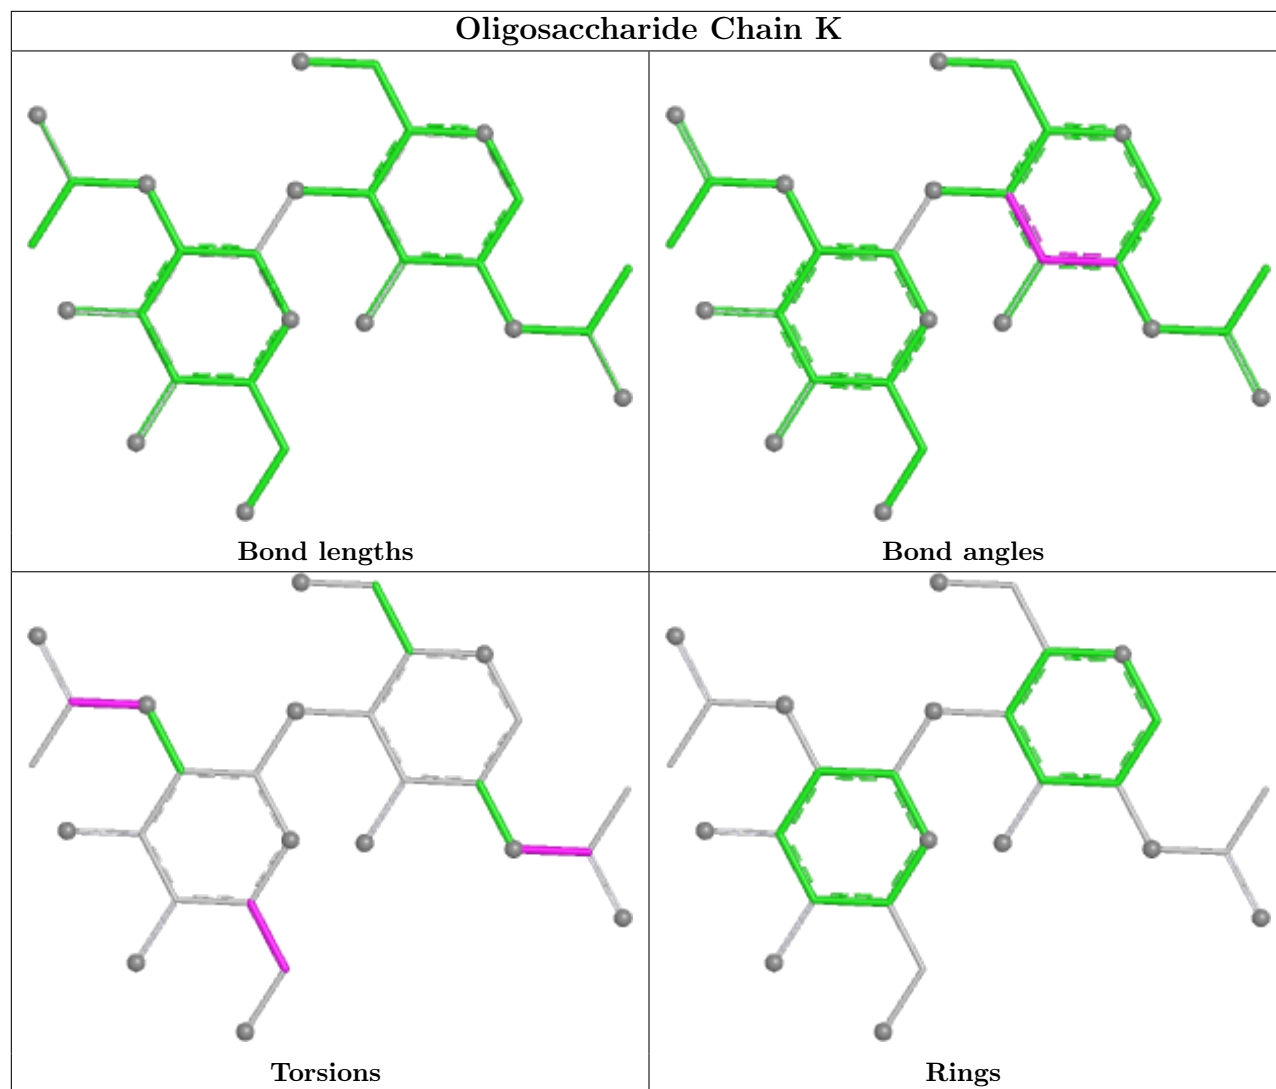 Oligosaccharide Chain K
Bond lengths
Bond angles
Torsions
Rings